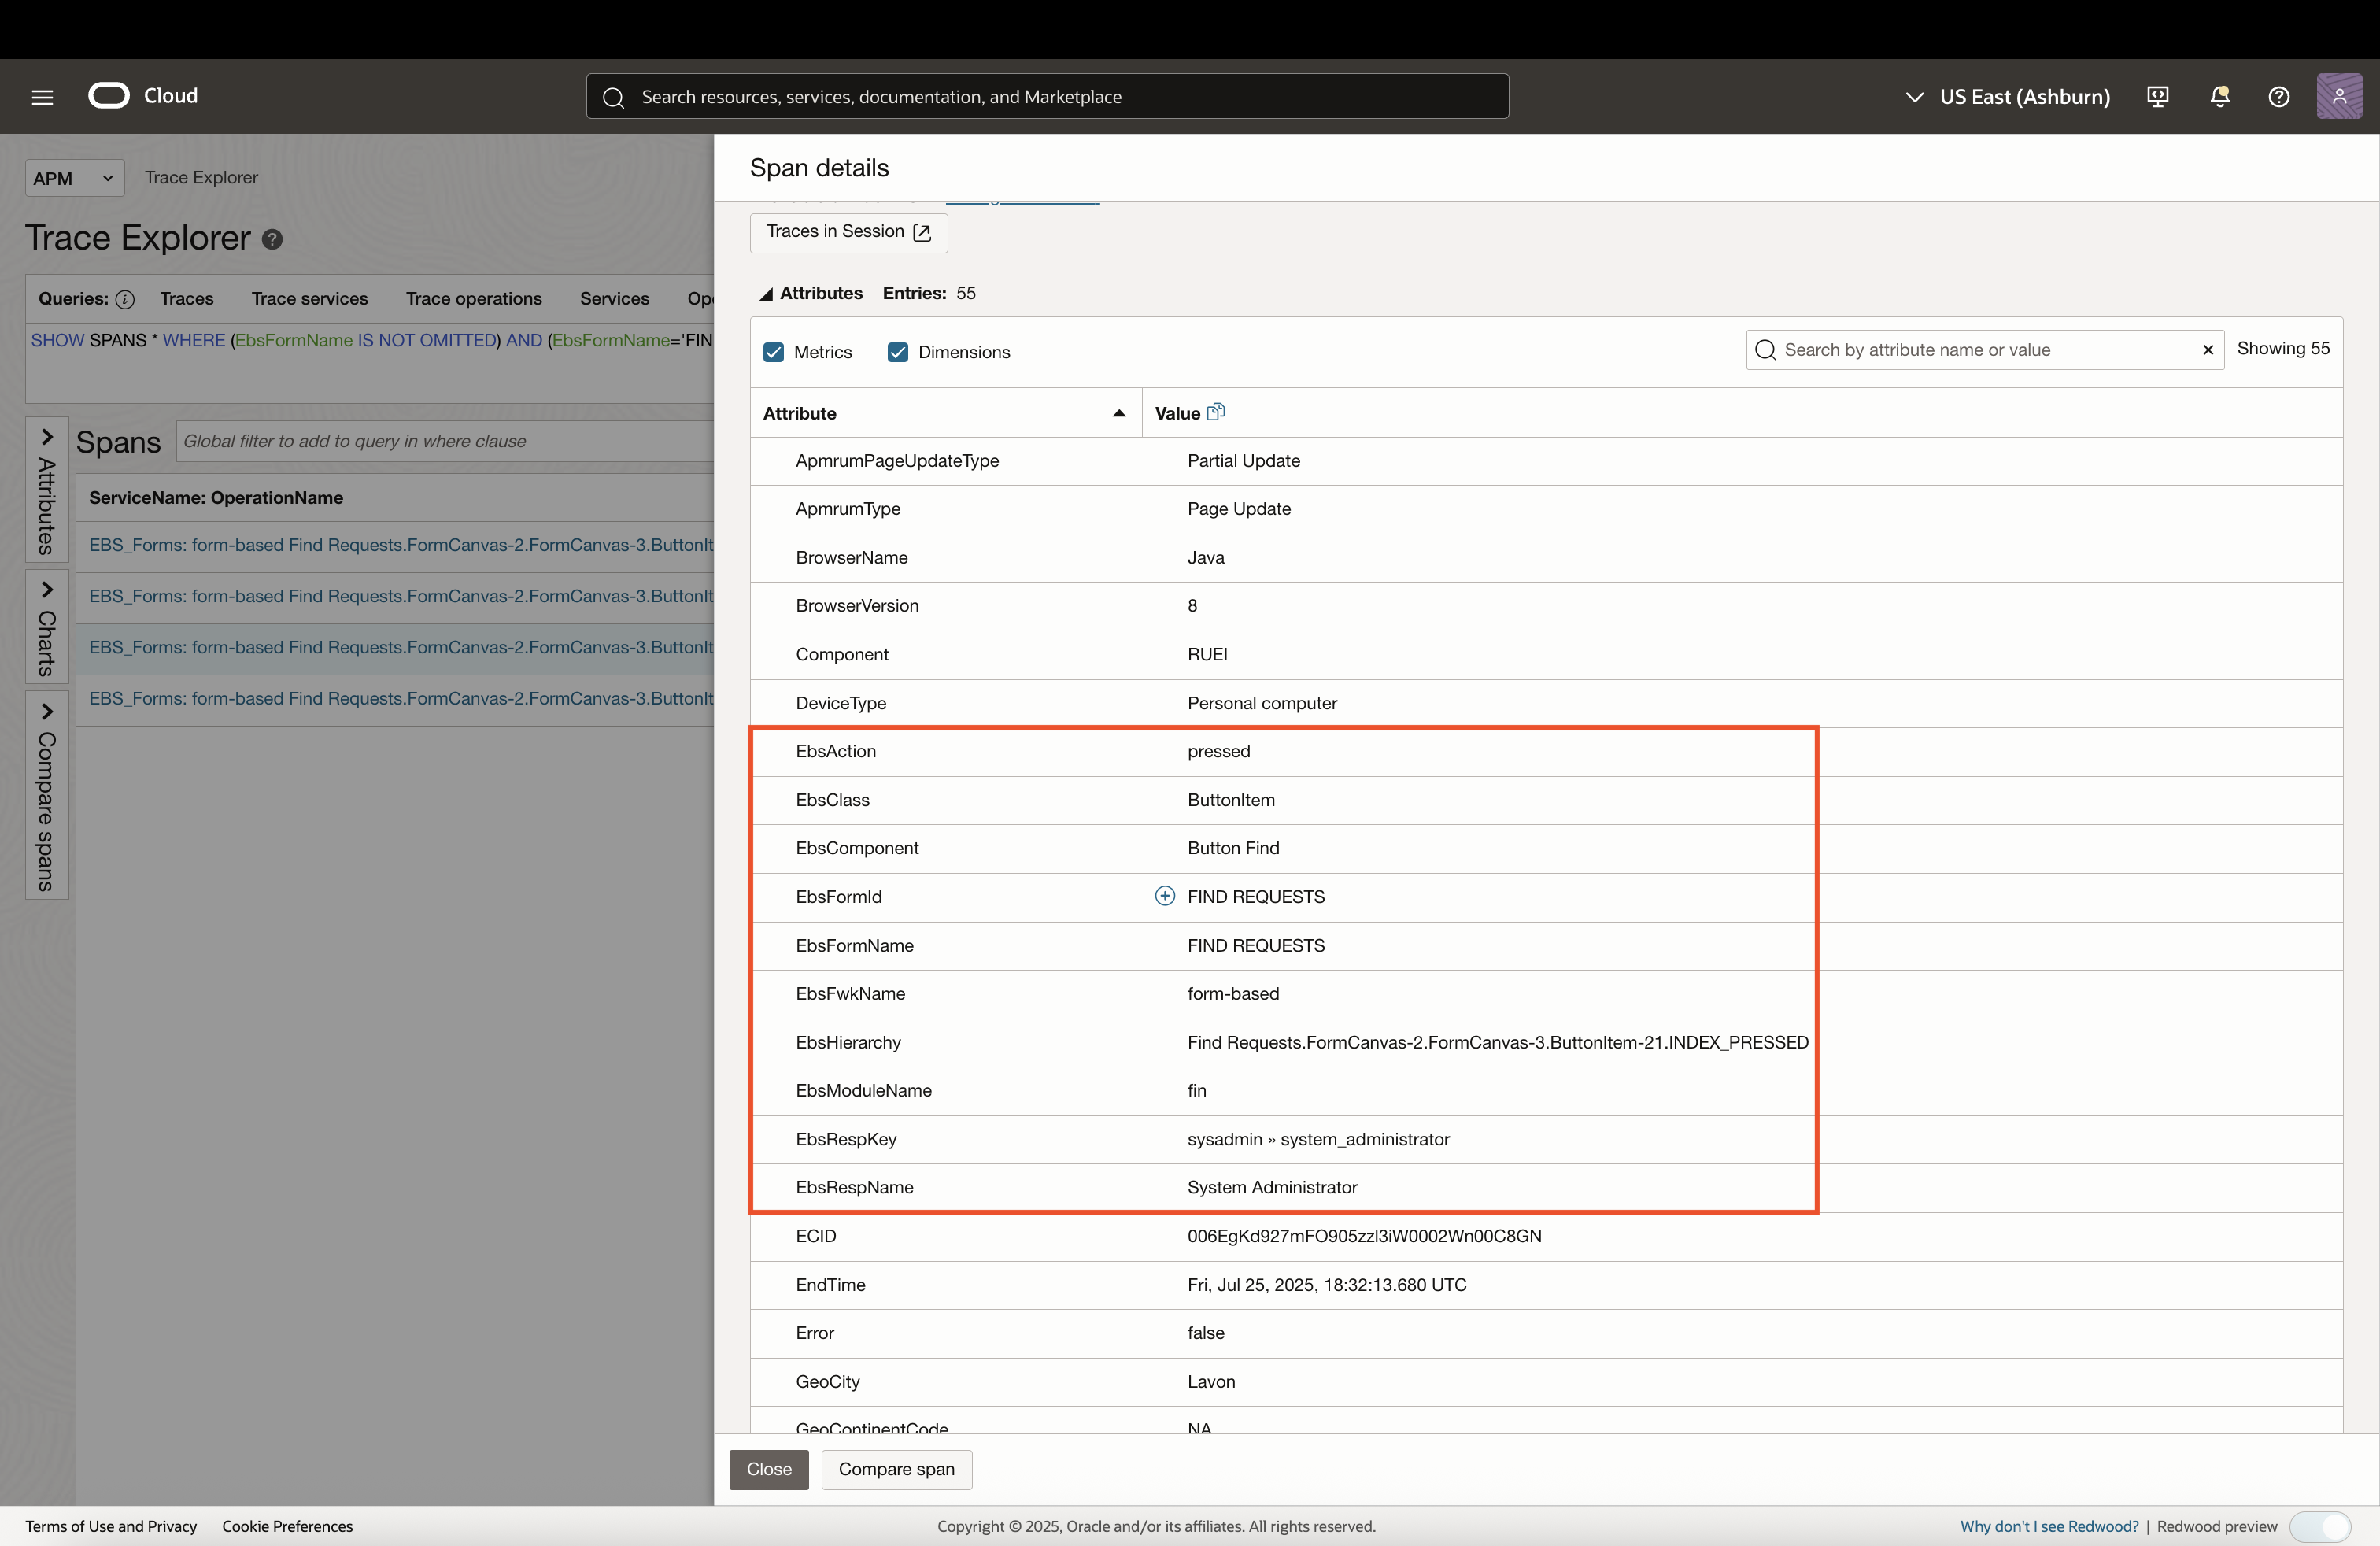 Cloud
Search resources, services, documentation, and Marketplace
US East (Ashburn)
APM
Trace Explorer
Trace Explorer
Queries: Traces Trace services Trace operations Services Op
SHOW SPANS * WHERE (EbsFormName IS NOT OMITTED) AND (EbsFormName='FIN
Attributes
Charts
Compare spans
Spans
Global filter to add to query in where clause
ServiceName: OperationName
EBS_Forms: form-based Find Requests.FormCanvas-2.FormCanvas-3.ButtonIt
EBS_Forms: form-based Find Requests.FormCanvas-2.FormCanvas-3.ButtonIt
EBS_Forms: form-based Find Requests.FormCanvas-2.FormCanvas-3.ButtonIt
EBS_Forms: form-based Find Requests.FormCanvas-2.FormCanvas-3.ButtonIt
Span details
Traces in Session
Attributes Entries: 55
Metrics Dimensions
Search by attribute name or value
Showing 55
Attribute Value
ApmrumPageUpdateType Partial Update
ApmrumType Page Update
BrowserName Java
BrowserVersion 8
Component RUEI
DeviceType Personal computer
EbsAction pressed
EbsClass ButtonItem
EbsComponent Button Find
EbsFormId FIND REQUESTS
EbsFormName FIND REQUESTS
EbsFwkName form-based
EbsHierarchy Find Requests.FormCanvas-2.FormCanvas-3.ButtonItem-21.INDEX_PRESSED
EbsModuleName fin
EbsRespKey sysadmin » system_administrator
EbsRespName System Administrator
ECID 006EgKd927mFO905zzl3iW0002Wn00C8GN
EndTime Fri, Jul 25, 2025, 18:32:13.680 UTC
Error false
GeoCity Lavon
GeoContinentCode NA
Close
Compare span
Terms of Use and Privacy Cookie Preferences
Copyright © 2025, Oracle and/or its affiliates. All rights reserved.
Why don't I see Redwood? | Redwood preview